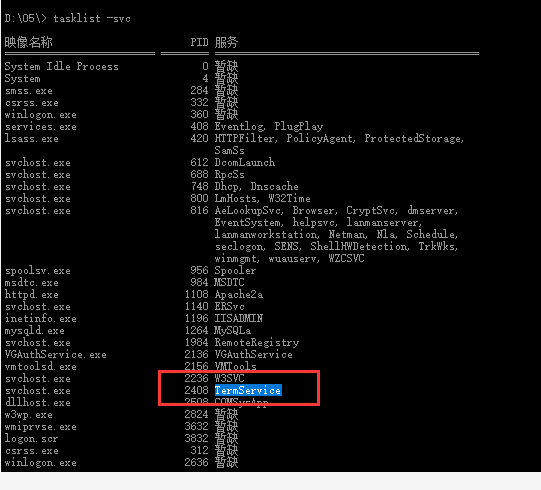 D:\O5\> tasklist -svc
映像名称 PID 服务
========================= ======== ============================================
System Idle Process 0 暂缺
System 4 暂缺
smss.exe 284 暂缺
csrss.exe 332 暂缺
winlogon.exe 360 暂缺
services.exe 408 Eventlog, PlugPlay
lsass.exe 420 HTTPFilter, PolicyAgent, ProtectedStorage,
SamSs
svchost.exe 612 DcomLaunch
svchost.exe 688 RpcSs
svchost.exe 748 Dhcp, Dnscache
svchost.exe 800 LmHosts, W32Time
svchost.exe 816 AeLookupSvc, Browser, CryptSvc, dmserver,
EventSystem, helpsvc, lanmanserver,
lanmanworkstation, Netman, Nla, Schedule,
seclogon, SENS, ShellHWDetection, TrkWks,
winmgmt, wuauserv, WZCSVC
spoolsv.exe 956 Spooler
msdtc.exe 984 MSDTC
httpd.exe 1108 Apache2a
svchost.exe 1140 ERSvc
inetinfo.exe 1196 IISADMIN
mysqld.exe 1264 MySQLa
svchost.exe 1984 RemoteRegistry
VGAuthService.exe 2136 VGAuthService
vmtoolsd.exe 2156 VMTools
svchost.exe 2236 W3SVC
svchost.exe 2408 TermService
dllhost.exe 2508 COMSysApp
w3wp.exe 2824 暂缺
wmiprvse.exe 3632 暂缺
logon.scr 3832 暂缺
csrss.exe 312 暂缺
winlogon.exe 2636 暂缺